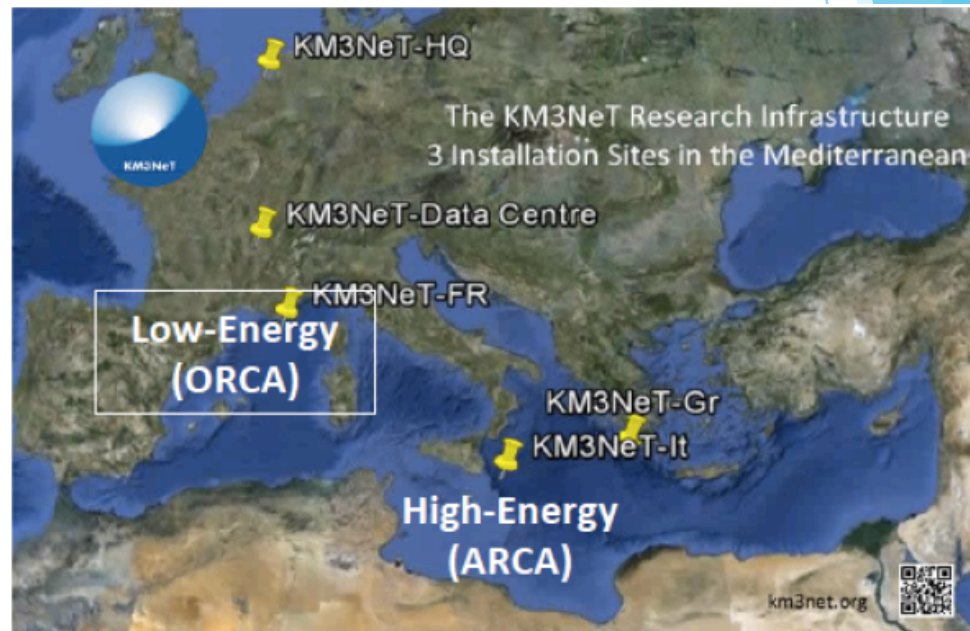 KM3NeT-HQ
The KM3NeT Research Infrastructure
3 Installation Sites in the Mediterranean
KM3NeT
KM3NeT-Data Centre
KM3NeT-FR
Low-Energy
(ORCA)
KM3NeT-Gr
KM3NeT-It
High-Energy
(ARCA)
km3net.org